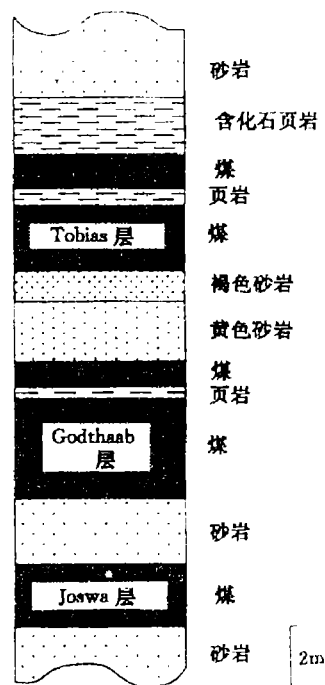 砂岩
含化石页岩
煤
页岩
Tobias 层
煤
褐色砂岩
黄色砂岩
煤
页岩
Godthaab
层
煤
砂岩
Joswa 层
煤
砂岩
2m